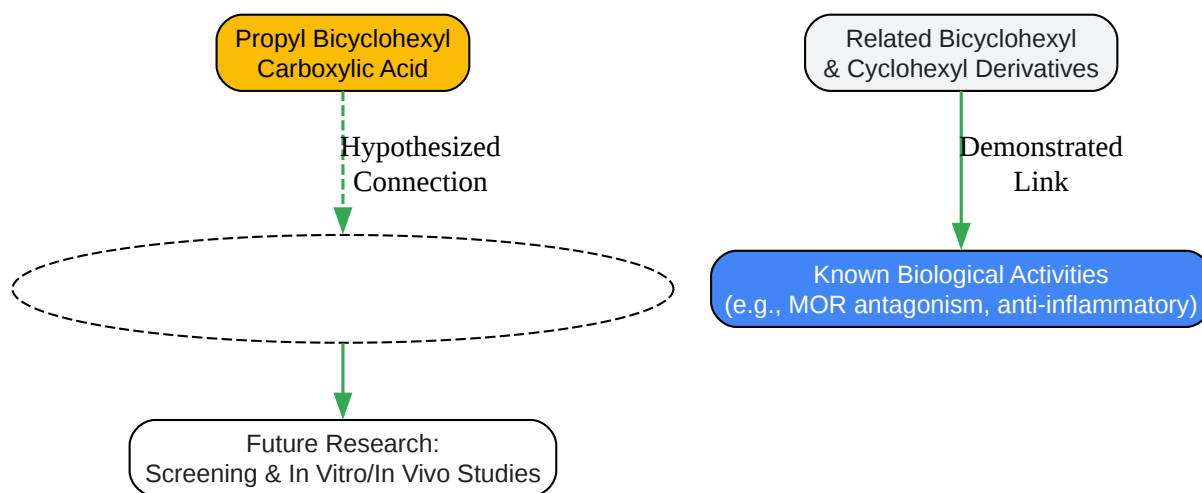 Propyl Bicyclohexyl
Carboxylic Acid
Related Bicyclohexyl
& Cyclohexyl Derivatives
Hypothesized
Connection
Demonstrated
Link
Known Biological Activities
(e.g., MOR antagonism, anti-inflammatory)
Future Research:
Screening & In Vitro/In Vivo Studies